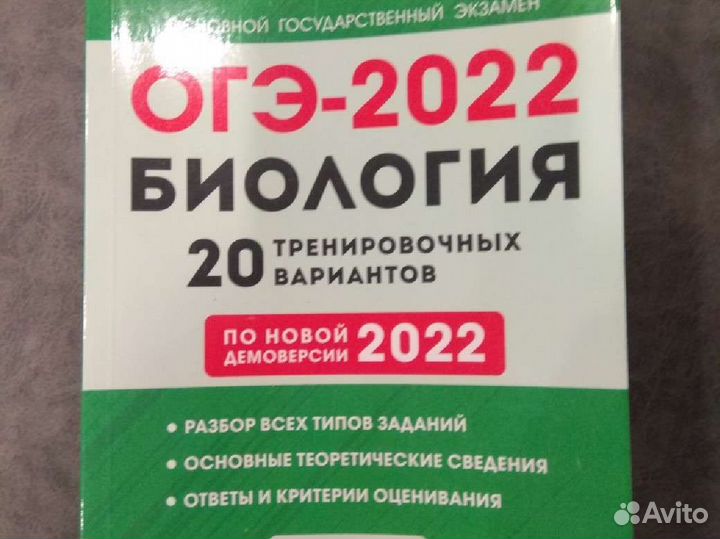 ОСНОВНОЙ ГОСУДАРСТВЕННЫЙ ЭКЗАМЕН
ОГЭ-2022
БИОЛОГИЯ
20 ТРЕНИРОВОЧНЫХ
ВАРИАНТОВ
ПО НОВОЙ
ДЕМОВЕРСИИ 2022
• РАЗБОР ВСЕХ ТИПОВ ЗАДАНИЙ
• ОСНОВНЫЕ ТЕОРЕТИЧЕСКИЕ СВЕДЕНИЯ
• ОТВЕТЫ И КРИТЕРИИ ОЦЕНИВАНИЯ
Avito